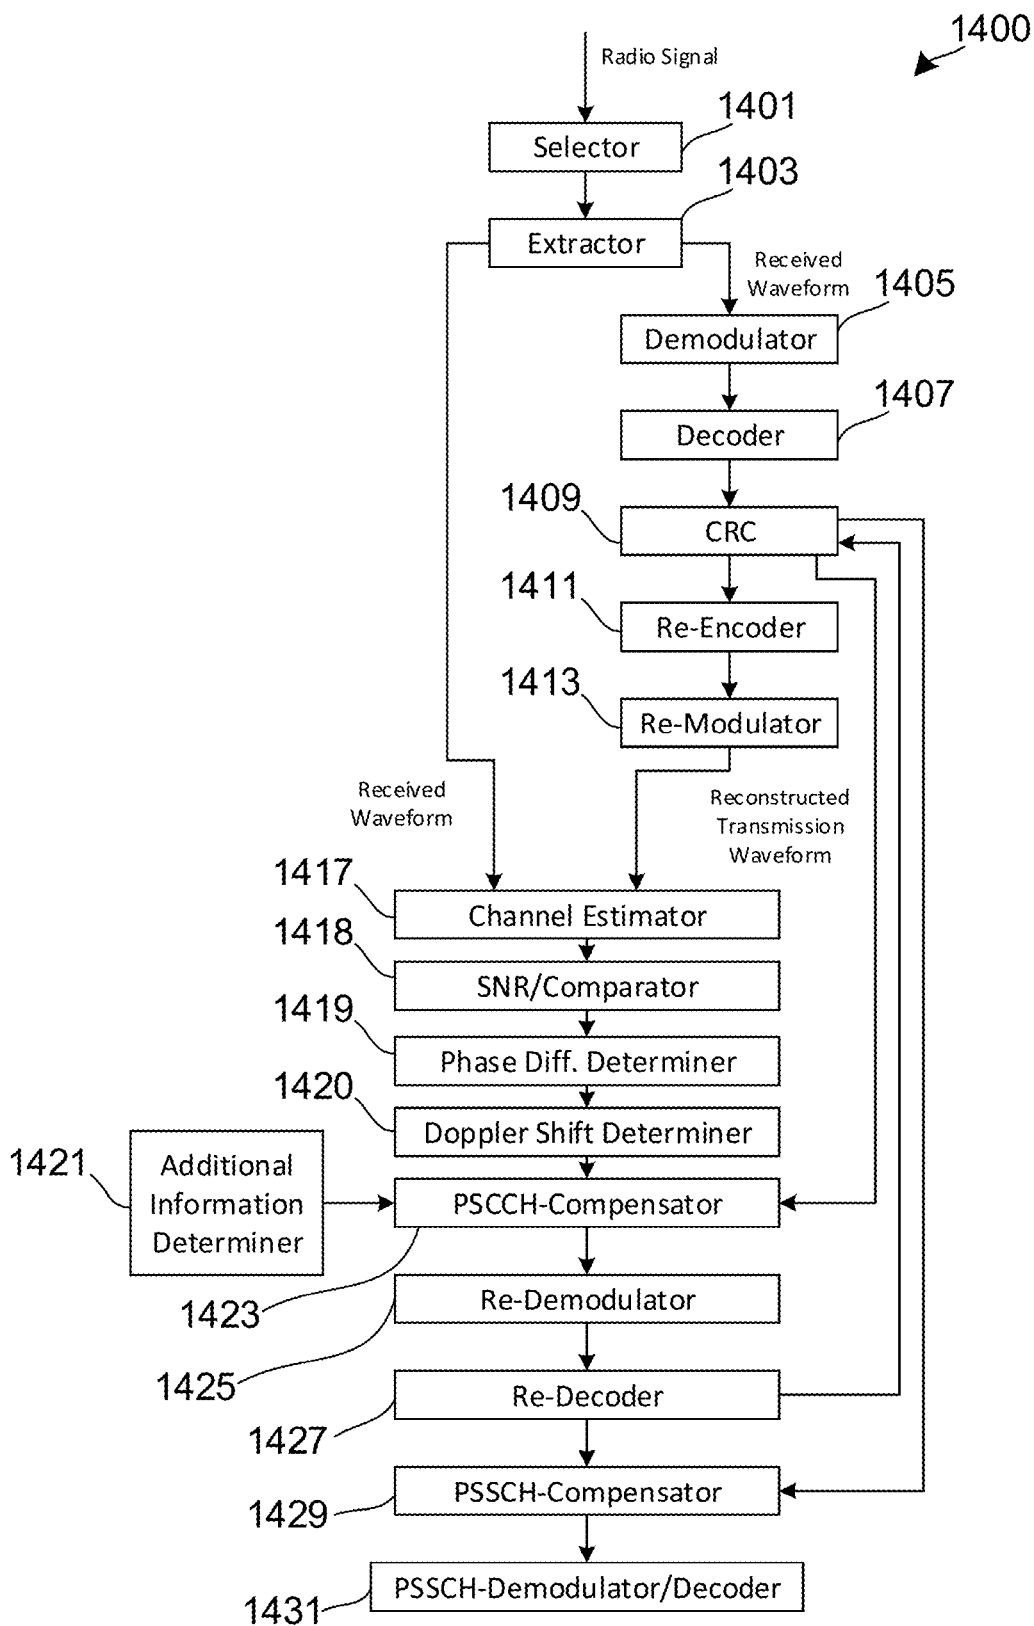 1400
Radio Signal
1401
Selector
1403
Extractor
Received
Waveform
1405
Demodulator
1407
Decoder
1409
CRC
1411
Re-Encoder
1413
Re-Modulator
Received
Waveform
Reconstructed
Transmission
Waveform
1417
Channel Estimator
1418
SNR/Comparator
1419
Phase Diff. Determiner
1420
Doppler Shift Determiner
1421
Additional
Information
Determiner
PSCCH-Compensator
1423
Re-Demodulator
1425
Re-Decoder
1427
PSSCH-Compensator
1429
PSSCH-Demodulator/Decoder
1431